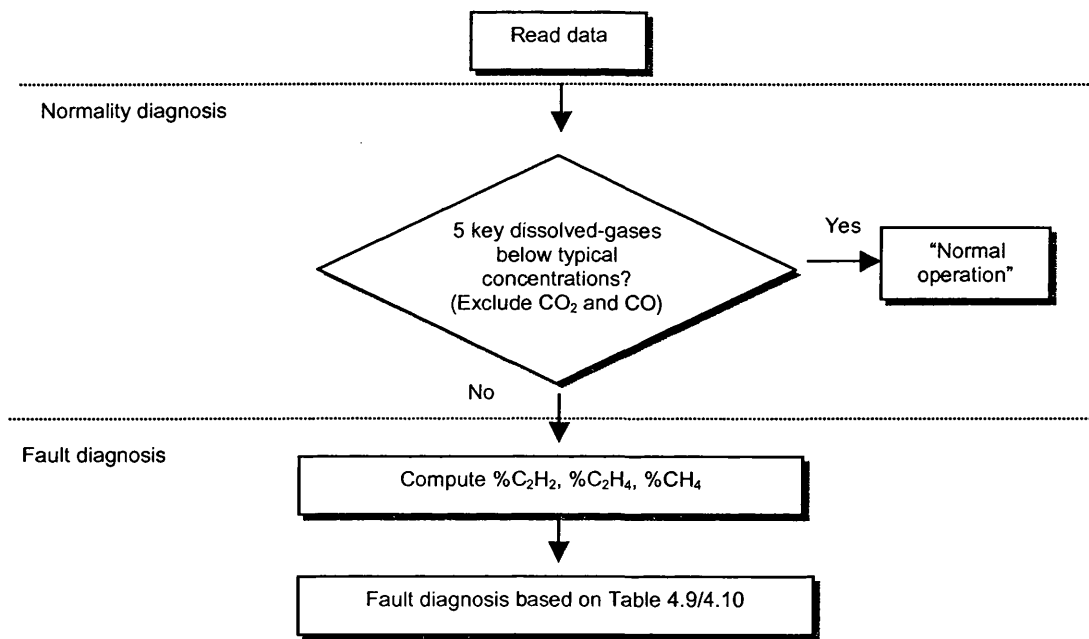 Read data
Normality diagnosis
5 key dissolved-gases
below typical
concentrations?
(Exclude CO₂ and CO)
Yes
“Normal
operation”
No
Fault diagnosis
Compute %C₂H₂, %C₂H₄, %CH₄
Fault diagnosis based on Table 4.9/4.10